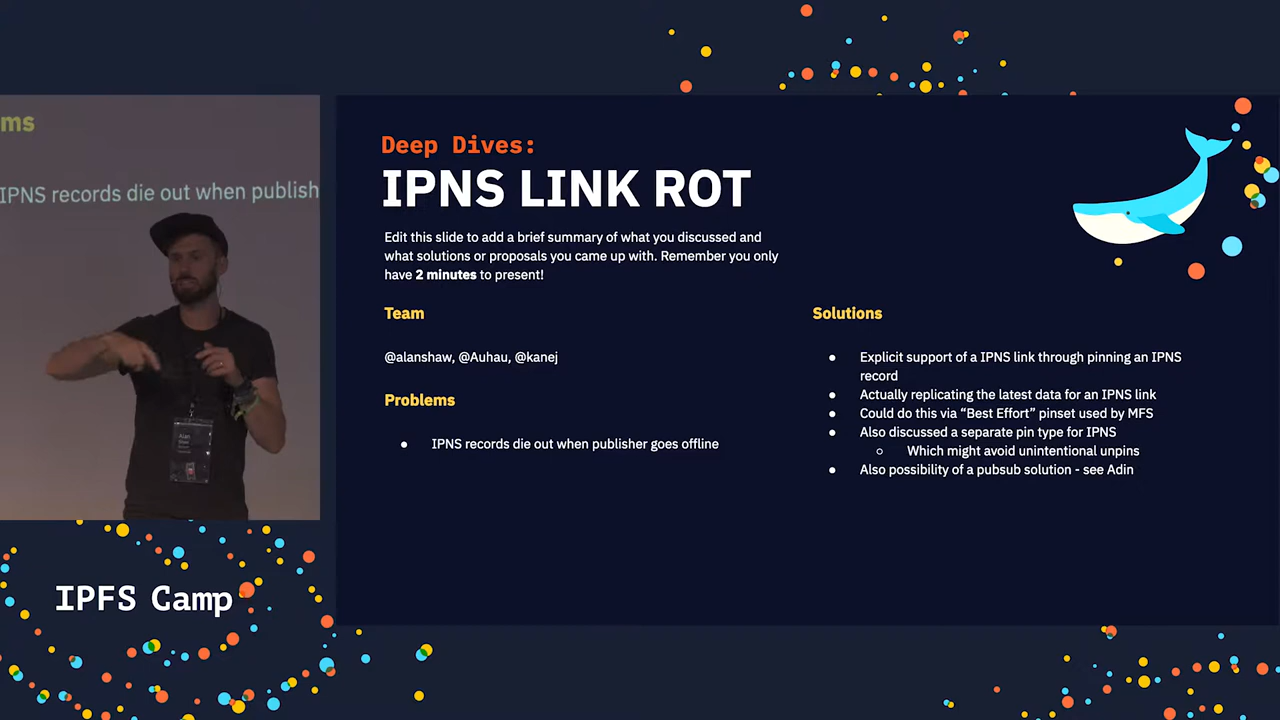 ms
IPNS records die out when publish
Alan
IPFS Camp
Deep Dives:
IPNS LINK ROT
Edit this slide to add a brief summary of what you discussed and
what solutions or proposals you came up with. Remember you only
have 2 minutes to present!
Team
@alanshaw, @Auhau, @kanej
Problems
● IPNS records die out when publisher goes offline
Solutions
● Explicit support of a IPNS link through pinning an IPNS
record
● Actually replicating the latest data for an IPNS link
● Could do this via “Best Effort” pinset used by MFS
● Also discussed a separate pin type for IPNS
○ Which might avoid unintentional unpins
● Also possibility of a pubsub solution - see Adin